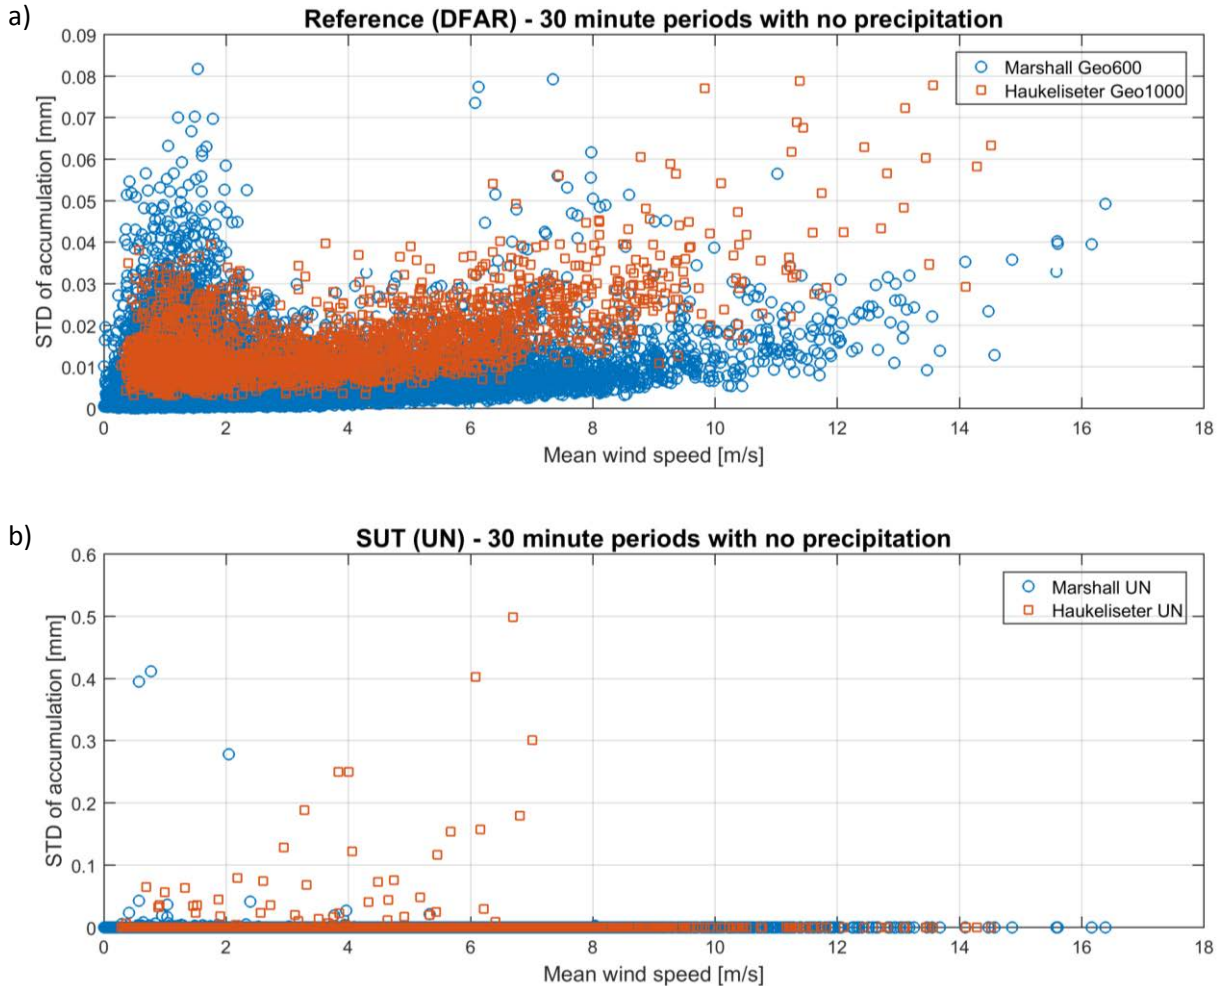 a)
Reference (DFAR) - 30 minute periods with no precipitation
0.09
0.08
0.07
0.06
0.05
0.04
0.03
0.02
0.01
0
STD of accumulation [mm]
Marshall Geo600
Haukeliseter Geo1000
0 2 4 6 8 10 12 14 16 18
Mean wind speed [m/s]
b)
SUT (UN) - 30 minute periods with no precipitation
0.6
0.5
0.4
0.3
0.2
0.1
0
STD of accumulation [mm]
Marshall UN
Haukeliseter UN
0 2 4 6 8 10 12 14 16 18
Mean wind speed [m/s]